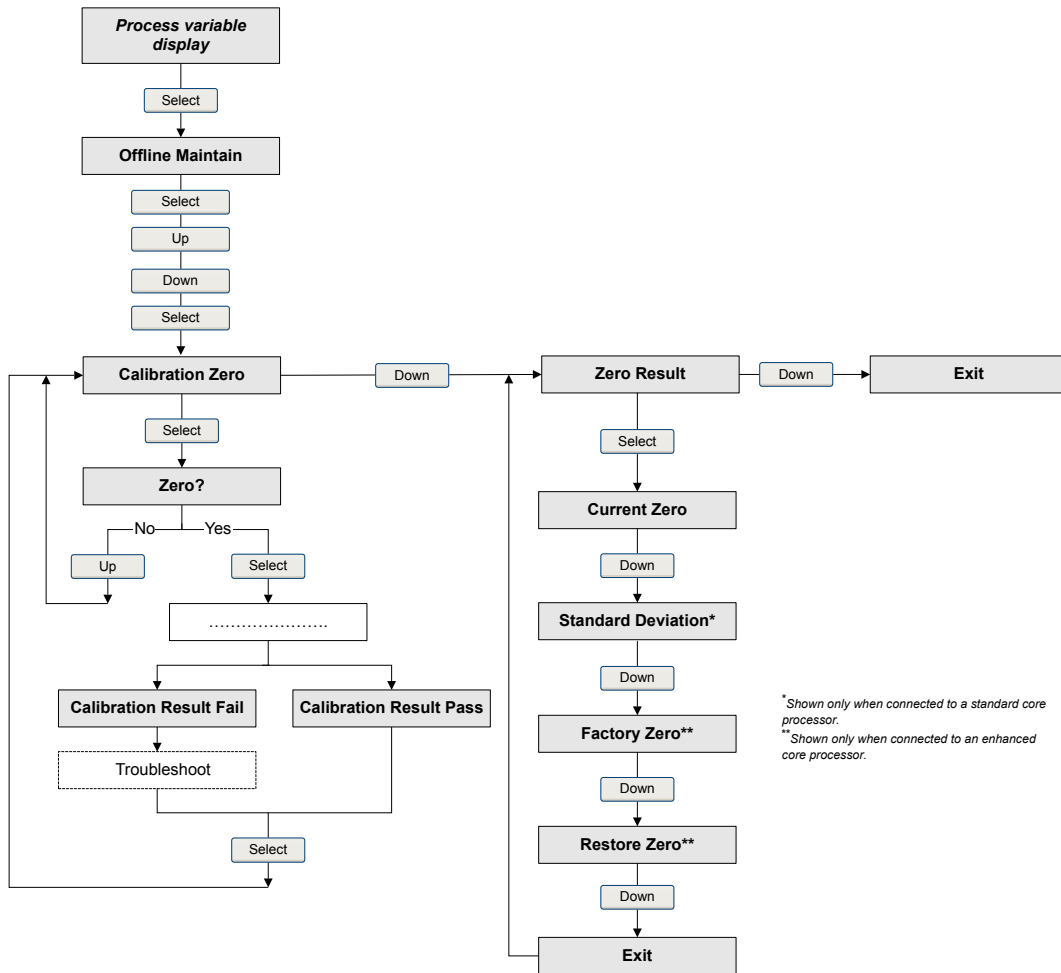 Process variable
display
Select
Offline Maintain
Select
Up
Down
Select
Calibration Zero
Down
Zero Result
Down
Exit
Select
Zero?
No
Yes
Up
Select
......................
Calibration Result Fail
Calibration Result Pass
Troubleshoot
Select
Select
Current Zero
Down
Standard Deviation*
Down
Factory Zero**
Down
Restore Zero**
Down
Exit
*Shown only when connected to a standard core
processor.
**Shown only when connected to an enhanced
core processor.